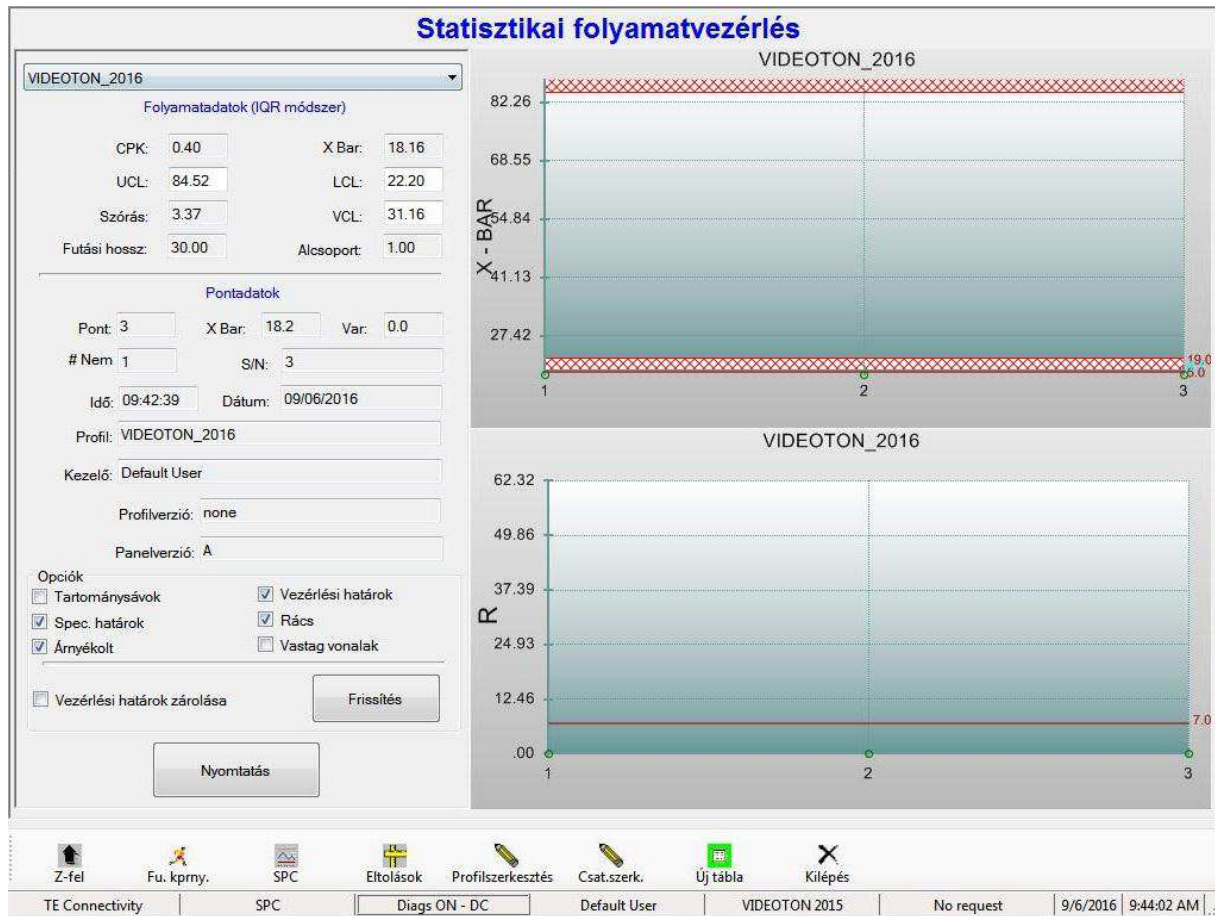 Statisztikai folyamatvezérlés
VIDEOTON_2016
Folyamatadatok (IQR módszer)
CPK: 0.40 X Bar: 18.16
UCL: 84.52 LCL: 22.20
Szórás: 3.37 VCL: 31.16
Futási hossz: 30.00 Alcsoport: 1.00
Pontadatok
Pont: 3 X Bar: 18.2 Var: 0.0
# Nem 1 S/N: 3
Idő: 09:42:39 Dátum: 09/06/2016
Profil: VIDEOTON_2016
Kezelő: Default User
Profilverzió: none
Panelverzió: A
Opciók
Tartománysávok Vezérlési határok
Spec. határok Rács
Árnyékolt Vastag vonalak
Vezérlési határok zárolása Frissítés
Nyomtatás
VIDEOTON_2016
X - BAR
82.26
68.55
54.84
41.13
27.42
19.0
1 2 3
VIDEOTON_2016
R
62.32
49.86
37.39
24.93
12.46
7.0
.00
1 2 3
Z-fel Fu. kprny. SPC Eltolások Profilszerkesztés Csat.szerk. Új tábla Kilépés
TE Connectivity SPC Diags ON - DC Default User VIDEOTON 2015 No request 9/6/2016 9:44:02 AM